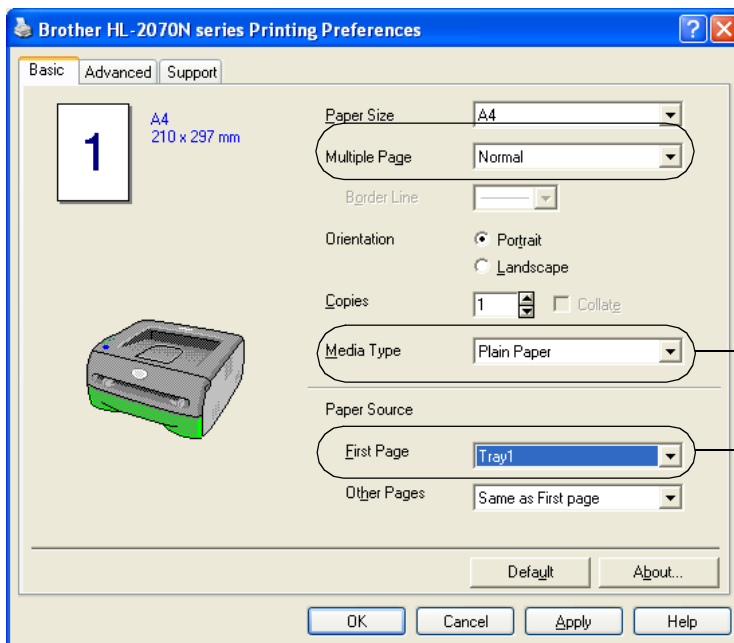 Brother HL-2070N series Printing Preferences
Basic Advanced Support
1
A4
210 x 297 mm
Paper Size A4
Multiple Page Normal
Border Line
Orientation Portrait
Landscape
Copies 1 Collate
Media Type Plain Paper
Paper Source
First Page Tray1
Other Pages Same as First page
Default About...
OK Cancel Apply Help